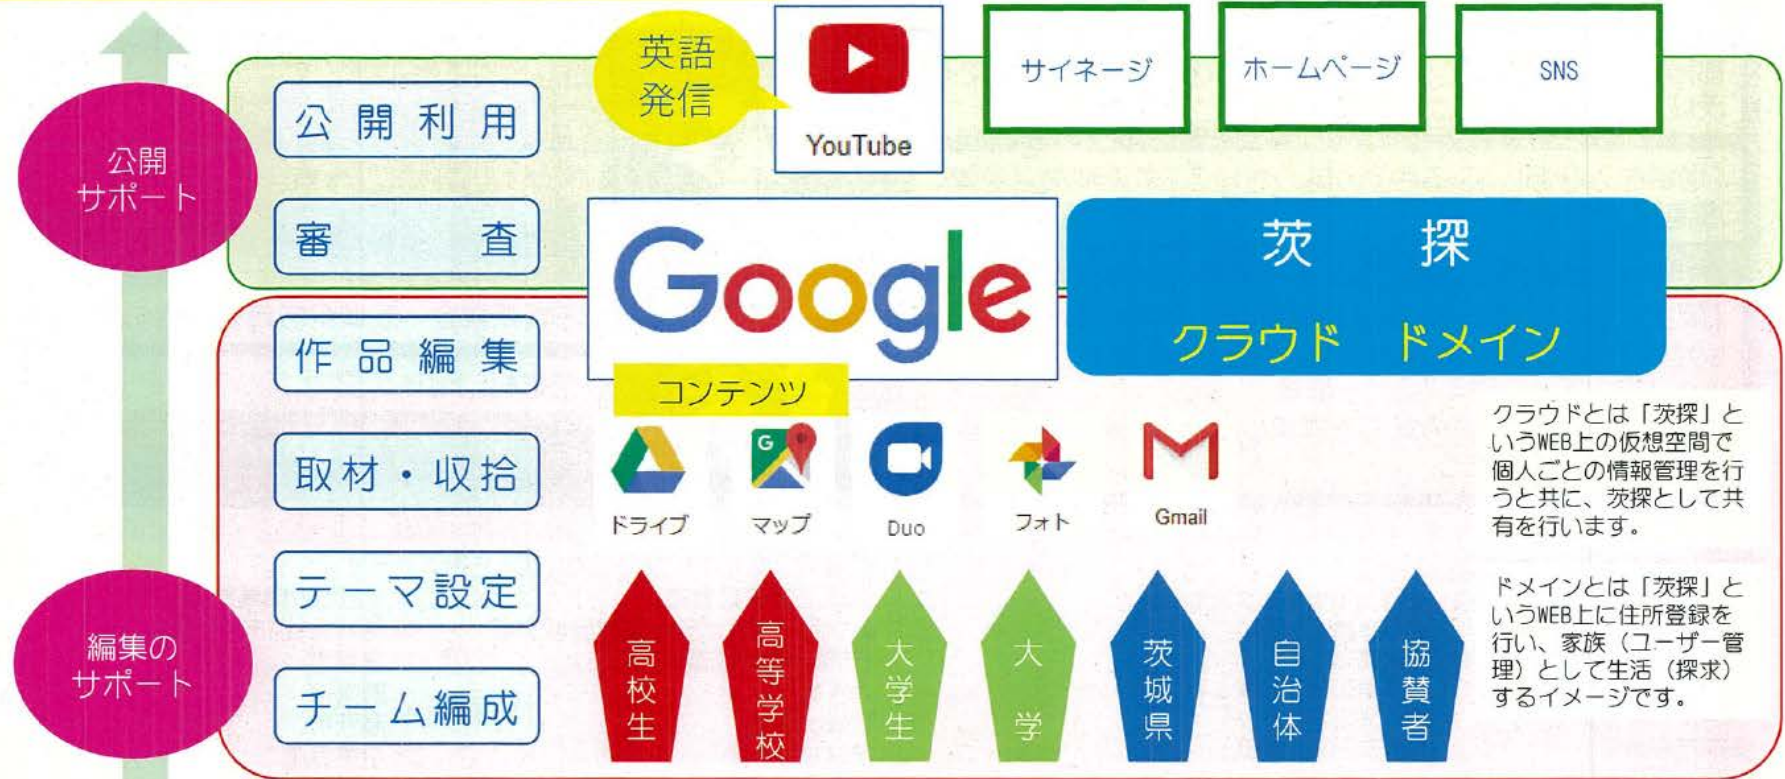 英語
発信
YouTube
サイネージ
ホームページ
SNS
公開利用
公開
サポート
審査
Google
茨探
クラウド ドメイン
作品編集
コンテンツ
取材・収拾
ドライブ
マップ
Duo
フォト
Gmail
クラウドとは「茨探」と
いうWEB上の仮想空間で
個人ごとの情報管理を行
うと共に、茨探として共
有を行います。
テーマ設定
ドメインとは「茨探」と
いうWEB上に住所登録を
行い、家族（ユーザー管
理）として生活（探求）
するイメージです。
編集の
サポート
チーム編成
高校生
高等学校
大学生
大学
茨城県
自治体
協賛者